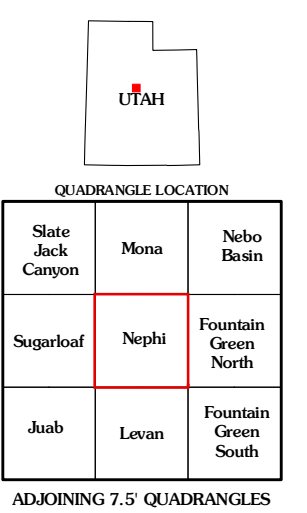 UTAH
QUADRANGLE LOCATION
Slate
Jack
Canyon
Mona
Nebo
Basin
Sugarloaf
Nephi
Fountain
Green
North
Juab
Levan
Fountain
Green
South
ADJOINING 7.5' QUADRANGLES